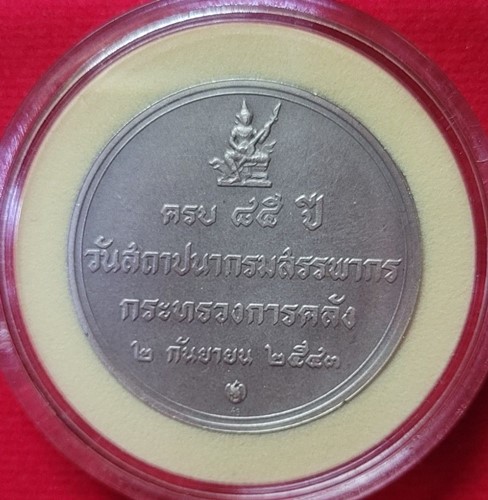 ครบ ๘๕ ปี
วันสถาปนากรมสรรพากร
กระทรวงการคลัง
๒ กันยายน ๒๕๔๓